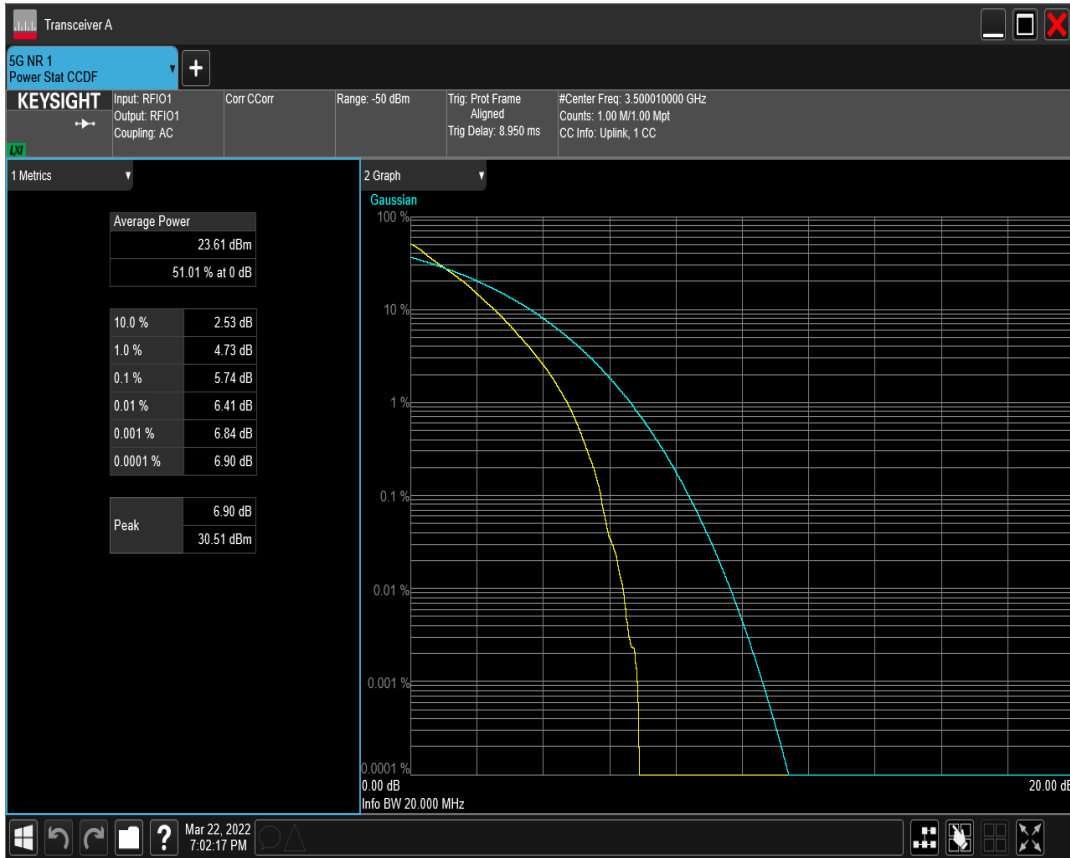 Transceiver A
5G NR 1
Power Stat CCDF
KEYSIGHT
LXI
Input: RFIO1
Output: RFIO1
Coupling: AC
Corr CCorr
Range: -50 dBm
Trig: Prot Frame
Aligned
Trig Delay: 8.950 ms
#Center Freq: 3.500010000 GHz
Counts: 1.00 M/1.00 Mpt
CC Info: Uplink, 1 CC
1 Metrics
Average Power
23.61 dBm
51.01 % at 0 dB
10.0 % 2.53 dB
1.0 % 4.73 dB
0.1 % 5.74 dB
0.01 % 6.41 dB
0.001 % 6.84 dB
0.0001 % 6.90 dB
Peak
6.90 dB
30.51 dBm
2 Graph
Gaussian
100 %
10 %
1 %
0.1 %
0.01 %
0.001 %
0.0001 %
0.00 dB
20.00 dB
Info BW 20.000 MHz
?
Mar 22, 2022
7:02:17 PM